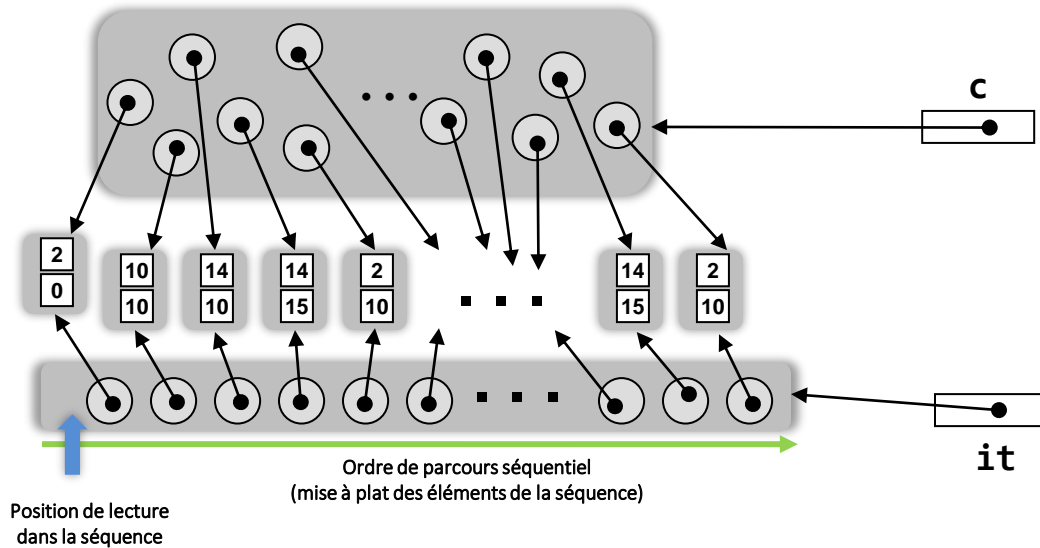 C
2
0
10
10
14
10
14
15
2
10
14
15
2
10
it
Ordre de parcours séquentiel
(mise à plat des éléments de la séquence)
Position de lecture
dans la séquence